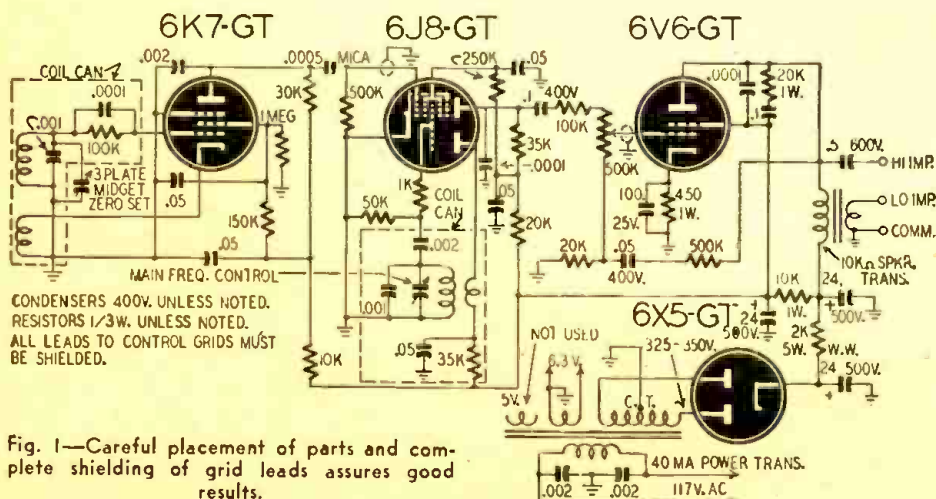 6K7-GT 6J8-GT 6V6-GT
.002
.0005 MICA
250K
.05
.0001
20K
1W.
COIL CAN
.0001
.001
100K
3 PLATE
MIDGET
ZERO SET
1 MEG
30K
500K
.1
400V.
100K
35K
.0001
.1
500K
.5 600V.
HI IMP.
LO IMP.
COMM.
.05
150K
.05
1K
50K
COIL
CAN
.002
.05
20K
100
25V.
450
1W.
20K
.05
400V.
500K
10KΩ SPKR.
TRANS.
MAIN FREQ. CONTROL
.001
.05
35K
10K
10K
1W.
24
500V.
24
500V.
2K
5W. W.W.
24 500V.
CONDENSERS 400V. UNLESS NOTED.
RESISTORS 1/3W. UNLESS NOTED.
ALL LEADS TO CONTROL GRIDS MUST
BE SHIELDED.
NOT USED
5V.
6.3V.
325-350V.
C.T.
6X5-GT
40 MA POWER TRANS.
117V. AC
.002 .002
Fig. 1—Careful placement of parts and com-
plete shielding of grid leads assures good
results.